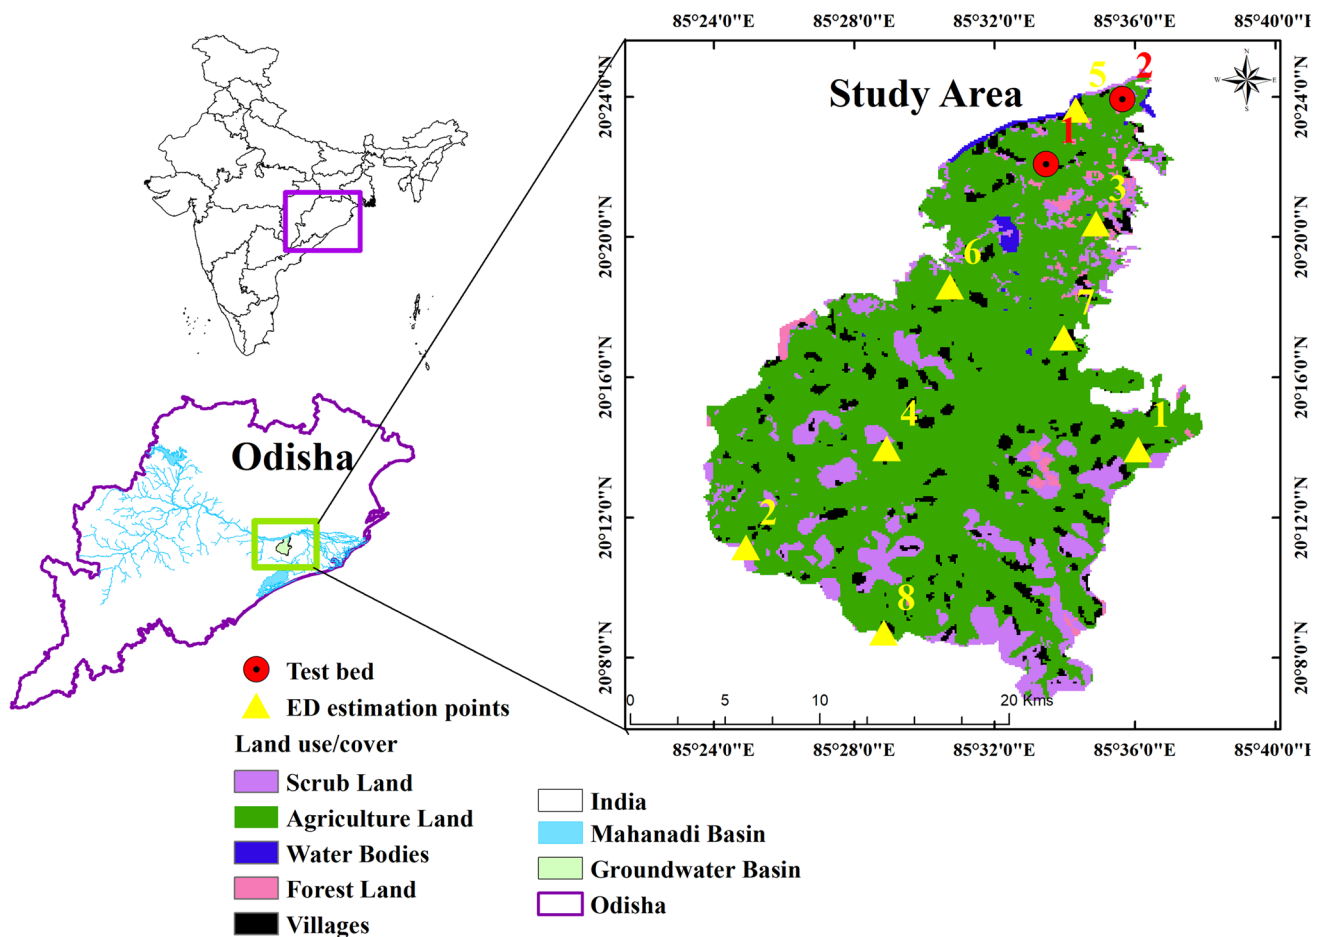 85°24'0"E 85°28'0"E 85°32'0"E 85°36'0"E 85°40'0"E
Study Area
N
W E
S
20°24'0"N
20°20'0"N
20°16'0"N
20°12'0"N
20°8'0"N
20°24'0"N
20°20'0"N
20°16'0"N
20°12'0"N
20°8'0"N
5 2
1
3
6
7
4
1
2
8
0 5 10 20 Kms
85°24'0"E 85°28'0"E 85°32'0"E 85°36'0"E 85°40'0"E
Odisha
Test bed
ED estimation points
Land use/cover
Scrub Land
Agriculture Land
Water Bodies
Forest Land
Villages
India
Mahanadi Basin
Groundwater Basin
Odisha